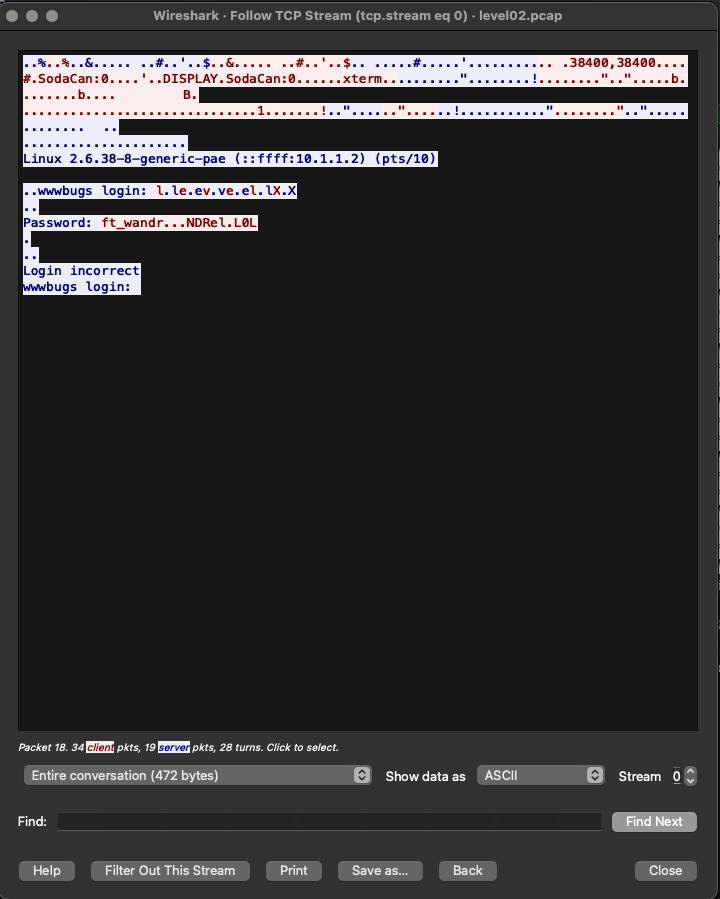 Wireshark · Follow TCP Stream (tcp.stream eq 0) · level02.pcap
..%..%..&..... ..#..'..$..&..... ..#..'..$.. .....#.....'........... .38400,38400....
#.SodaCan:0....'..DISPLAY.SodaCan:0......xterm.........."........!........"..".....b.
.......b.... B.
..............................1.......!.."......."......!..........."........"..".....
........ ..
.....................
Linux 2.6.38-8-generic-pae (::ffff:10.1.1.2) (pts/10)
..wwwbugs login: l.le.ev.ve.el.lX.X
..
Password: ft_wandr...NDRel.L0L
.
..
Login incorrect
wwwbugs login:
Packet 18. 34 client pkts, 19 server pkts, 28 turns. Click to select.
Entire conversation (472 bytes) Show data as ASCII Stream 0
Find: Find Next
Help Filter Out This Stream Print Save as... Back Close